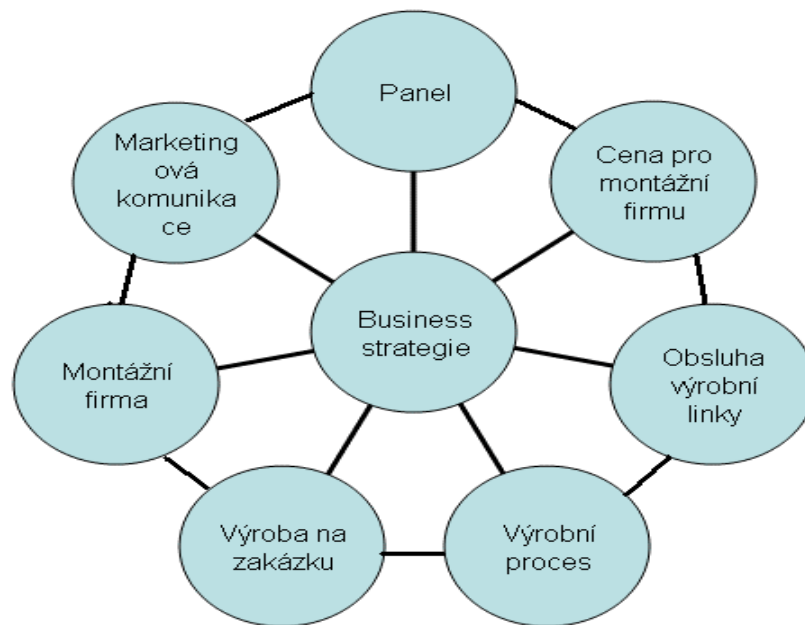 Panel
Marketing
ová
komunika
ce
Cena pro
montážní
firmu
Business
strategie
Montážní
firma
Obsluha
výrobní
linky
Výroba na
zakázku
Výrobní
proces